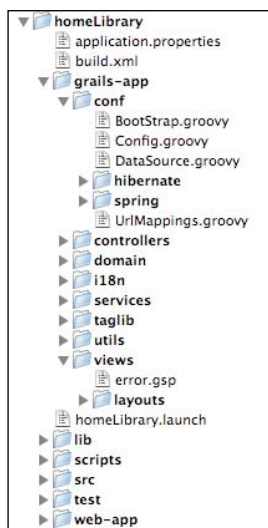 homeLibrary
application.properties
build.xml
grails-app
conf
BootStrap.groovy
Config.groovy
DataSource.groovy
hibernate
spring
UrlMappings.groovy
controllers
domain
i18n
services
taglib
utils
views
error.gsp
layouts
homeLibrary.launch
lib
scripts
src
test
web-app